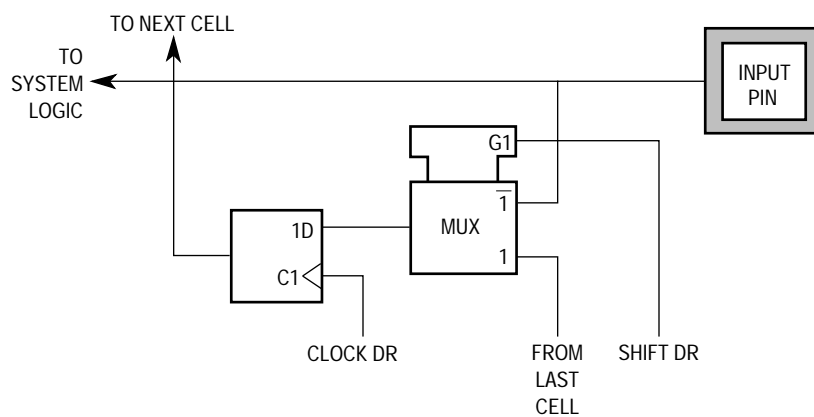 TO NEXT CELL
TO
SYSTEM
LOGIC
INPUT
PIN
G1
1
MUX
1D
1
C1
CLOCK DR
FROM
LAST
CELL
SHIFT DR